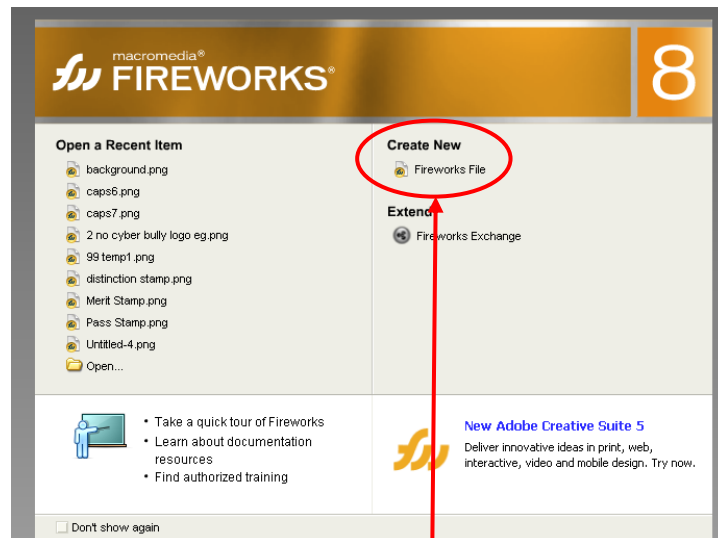 macromedia®
FIREWORKS®
8
Open a Recent Item
background.png
caps6.png
caps7.png
2 no cyber bully logo eg.png
99 temp1.png
distinction stamp.png
Merit Stamp.png
Pass Stamp.png
Untitled-4.png
Open...
Create New
Fireworks File
Extend
Fireworks Exchange
• Take a quick tour of Fireworks
• Learn about documentation
resources
• Find authorized training
New Adobe Creative Suite 5
Deliver innovative ideas in print, web,
interactive, video and mobile design. Try now.
Don't show again